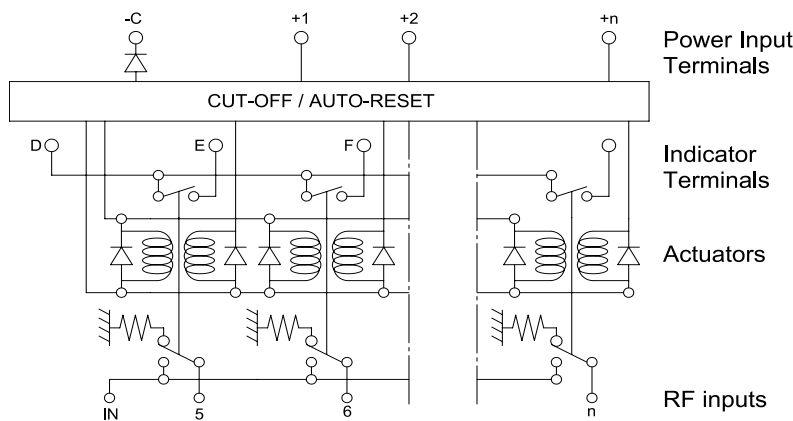 -C +1 +2 +n
Power Input
Terminals
CUT-OFF / AUTO-RESET
D E F
Indicator
Terminals
Actuators
IN 5 6 n
RF inputs